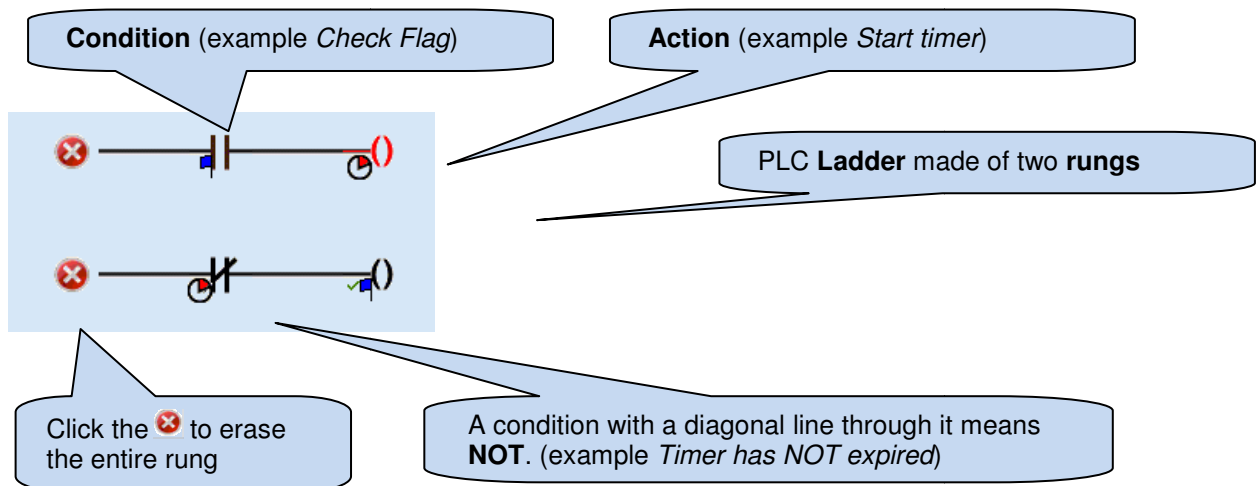 Condition (example Check Flag)
Action (example Start timer)
PLC Ladder made of two rungs
Click the to erase
the entire rung
A condition with a diagonal line through it means
NOT. (example Timer has NOT expired)